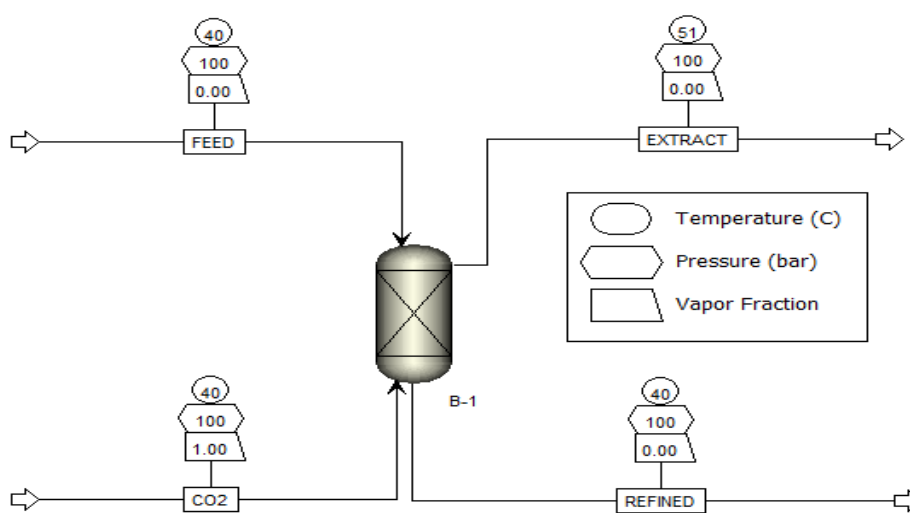 40
100
0.00
FEED
51
100
0.00
EXTRACT
Temperature (C)
Pressure (bar)
Vapor Fraction
B-1
40
100
1.00
CO2
40
100
0.00
REFINED